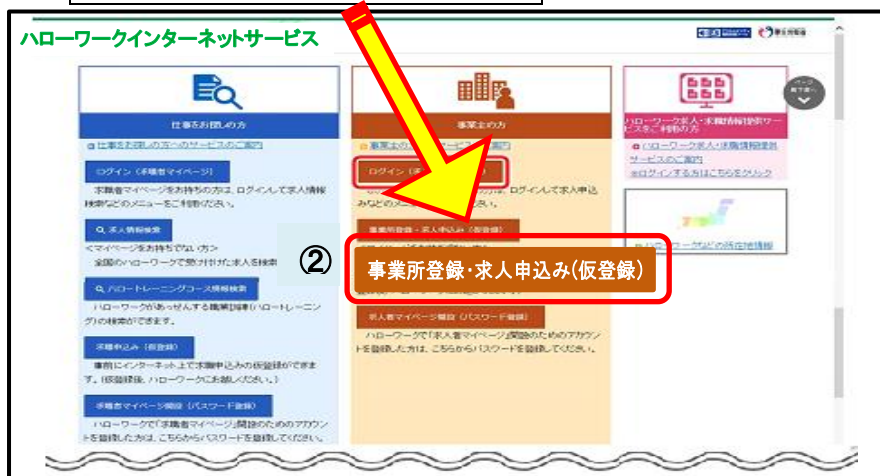 ハローワークインターネットサービス
仕事をお探しの方
仕事をお探しの方へのサービスのご案内
ログイン（求職者マイページ）
求職者マイページをお持ちの方は、ログインして求人情報
検索などのメニューをご利用ください。
求人情報検索
<マイページをお持ちでない方>
全国のハローワークで受け付けた求人を検索
ハロートレーニングコース情報検索
ハローワークがあっせんする職業訓練(ハロートレーニン
グ)の検索ができます。
求職申込み（仮登録）
事前にインターネット上で求職申込みの仮登録ができま
す。(仮登録後、ハローワークにお越しください。)
求職者マイページ開設（パスワード登録）
ハローワークで「求職者マイページ」開設のためのアカウン
トを登録した方は、こちらからパスワードを登録してください。
事業主の方
事業主の
ご案内
ログイン
ログインして求人申込
みなどの
事業所登録・求人申込み（仮登録）
②
事業所登録・求人申込み(仮登録)
求人者マイページ開設（パスワード登録）
ハローワークで「求人者マイページ」開設のためのアカウン
トを登録した方は、こちらからパスワードを登録してください。
ハローワーク求人・求職情報提供サー
ビスをご利用の方
ハローワーク求人・求職情報提供
サービスのご案内
※ログインする方はこちらをクリック
ハローワークなどの所在地情報